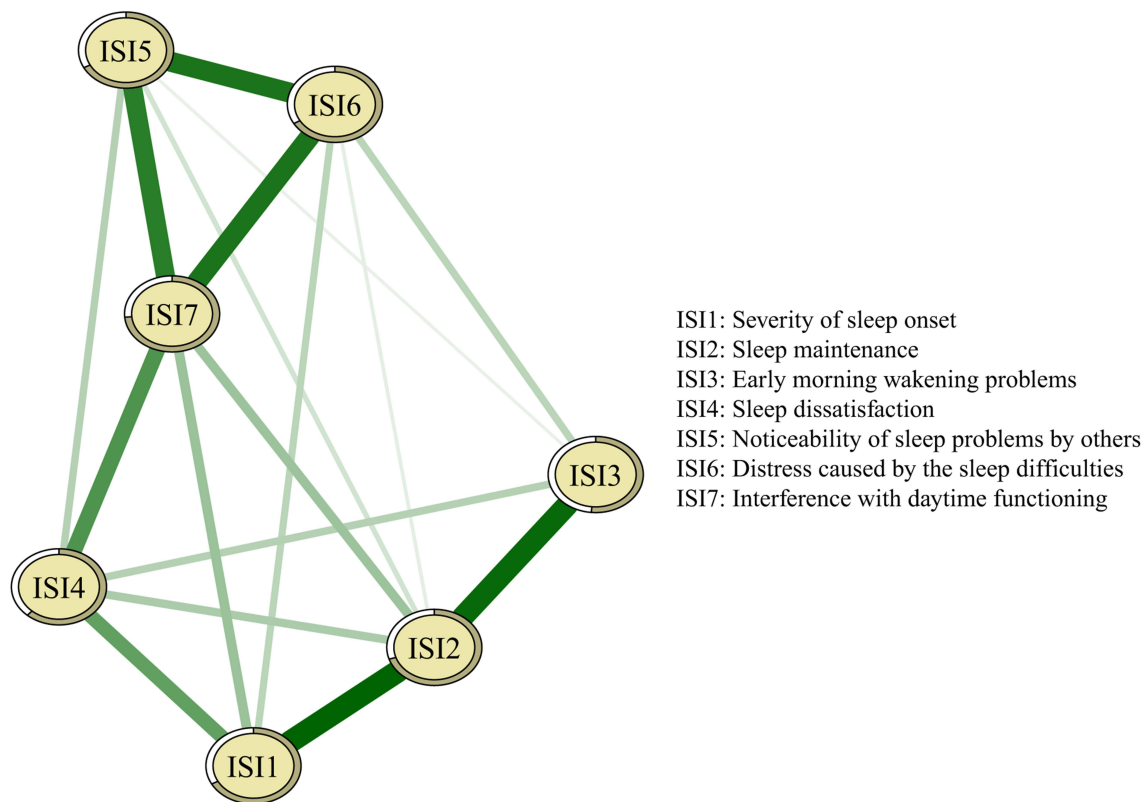 ISI5
ISI6
ISI7
ISI3
ISI4
ISI2
ISI1
ISI1: Severity of sleep onset
ISI2: Sleep maintenance
ISI3: Early morning wakening problems
ISI4: Sleep dissatisfaction
ISI5: Noticeability of sleep problems by others
ISI6: Distress caused by the sleep difficulties
ISI7: Interference with daytime functioning